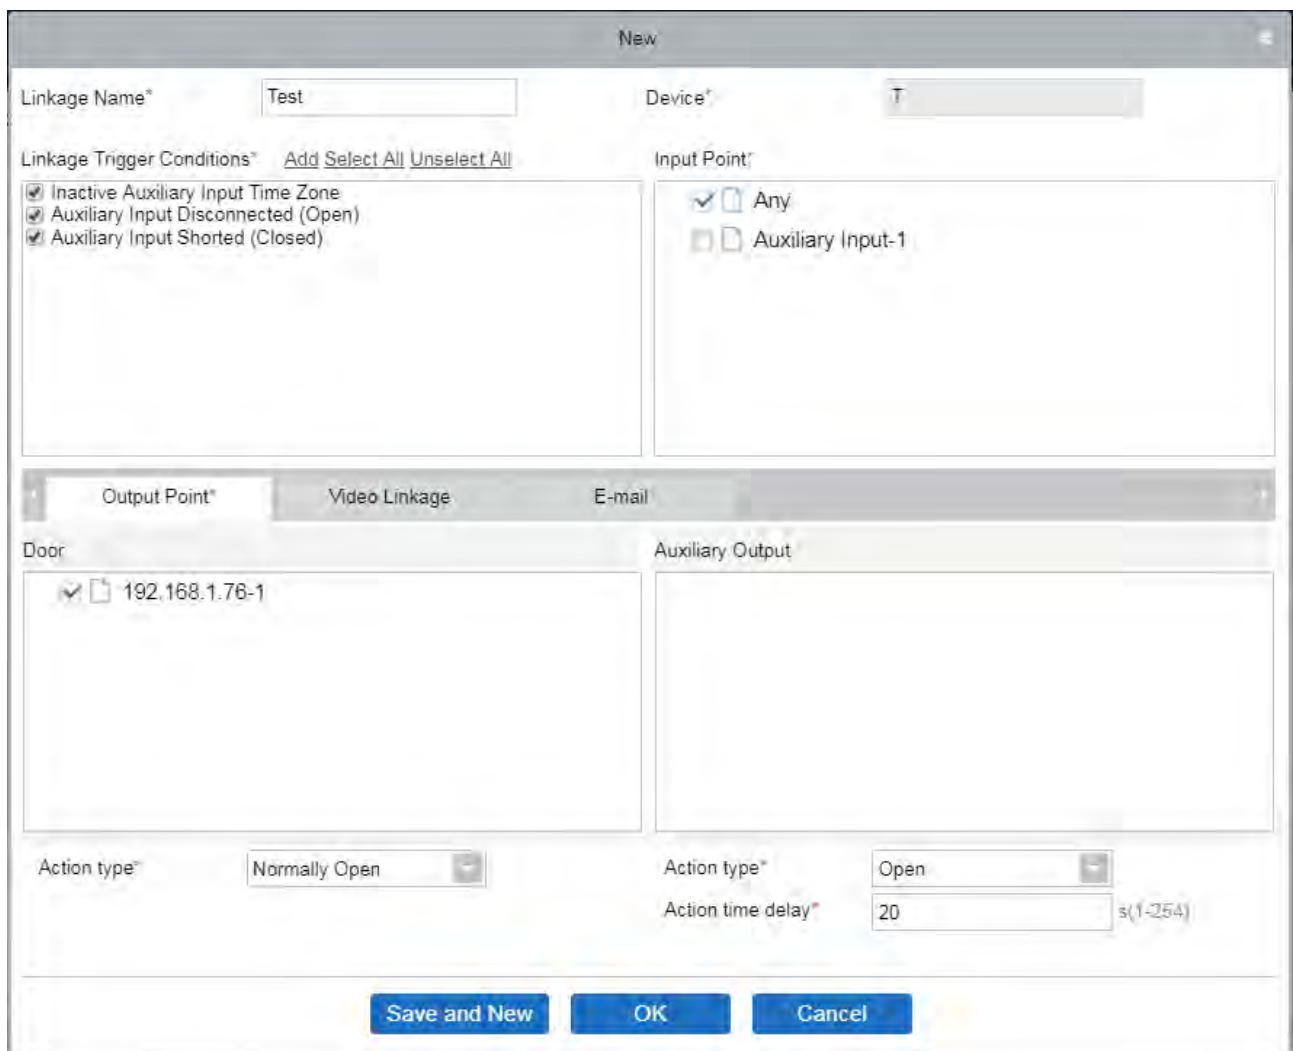 New
Linkage Name* Test Device* T
Linkage Trigger Conditions* Add Select All Unselect All Input Point*
Inactive Auxiliary Input Time Zone
Auxiliary Input Disconnected (Open)
Auxiliary Input Shorted (Closed)
Any
Auxiliary Input-1
Output Point* Video Linkage E-mail
Door Auxiliary Output
192.168.1.76-1
Action type* Normally Open Action type* Open
Action time delay* 20 s(1-254)
Save and New OK Cancel